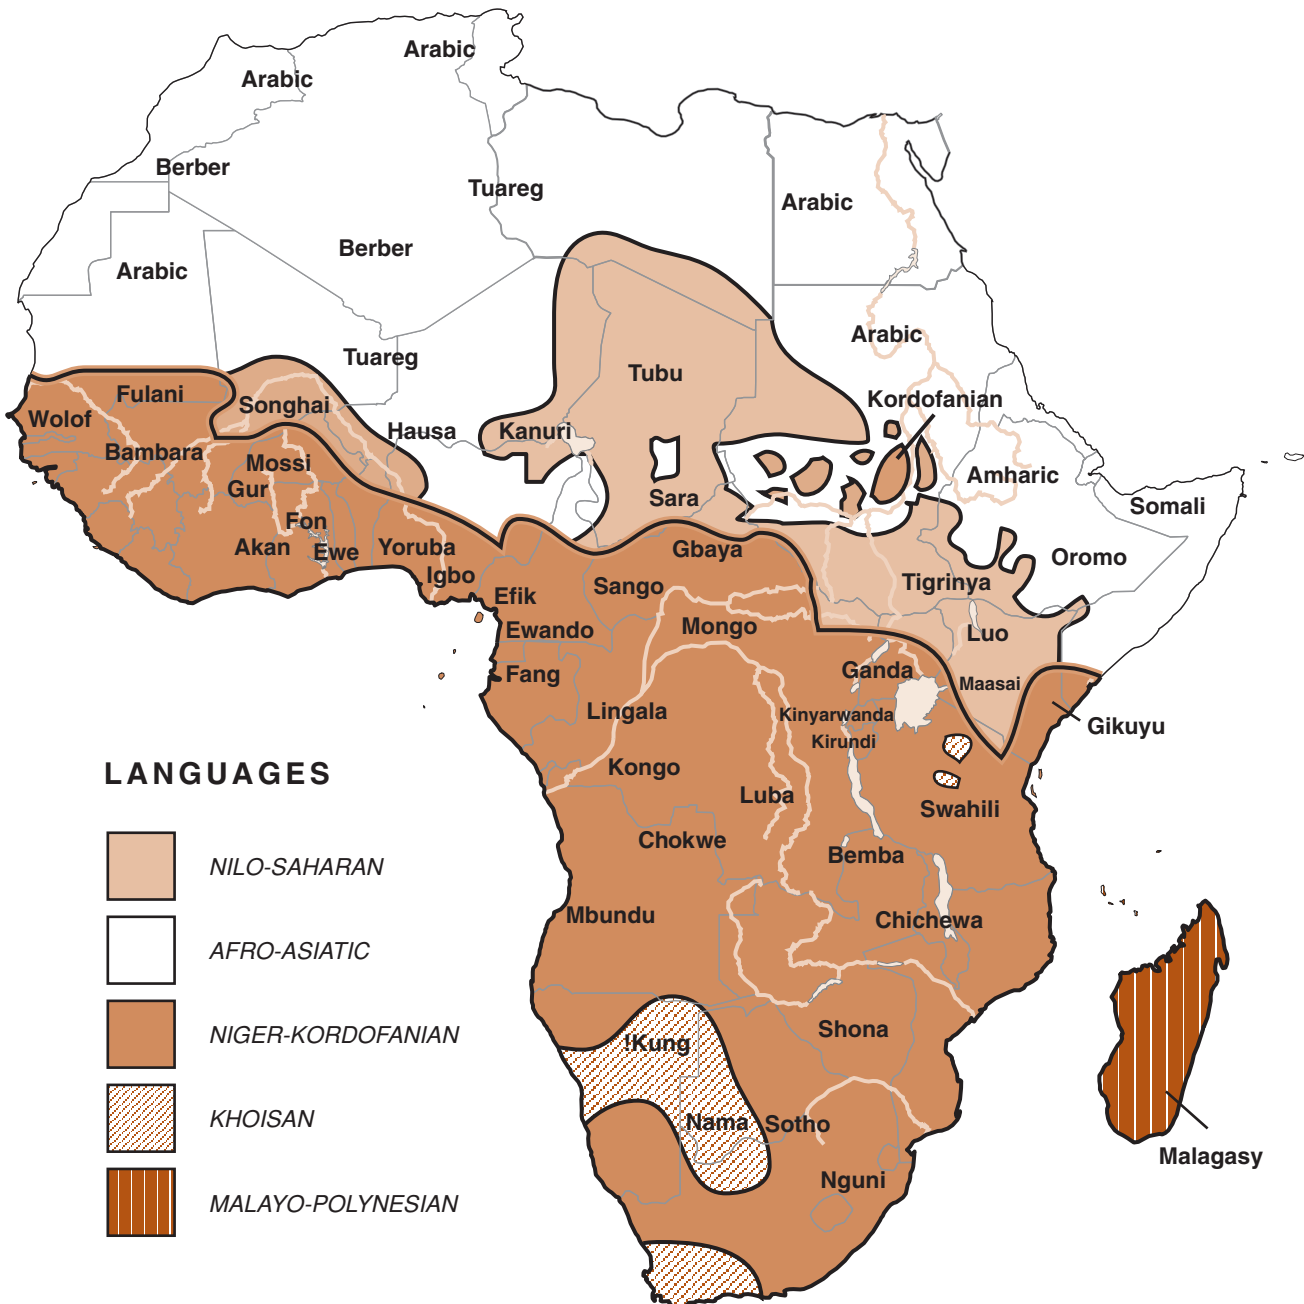 Arabic
Arabic
Berber
Tuareg
Arabic
Berber
Arabic
Arabic
Tuareg
Tubu
Fulani
Kordofanian
Songhai
Wolof
Hausa
Kanuri
Bambara
Mossi
Amharic
Gur
Sara
Somali
Fon
Akan
Ewe
Yoruba
Gbaya
Oromo
Igbo
Sango
Tigrinya
Efik
Ewando
Mongo
Luo
Fang
Ganda
Maasai
Lingala
Kinyarwanda
Gikuyu
Kirundi
Kongo
LANGUAGES
Luba
Swahili
Chokwe
Bemba
NILO-SAHARAN
Mbundu
Chichewa
AFRO-ASIATIC
NIGER-KORDOFANIAN
Shona
!Kung
KHOISAN
Nama
Sotho
Malagasy
Nguni
MALAYO-POLYNESIAN